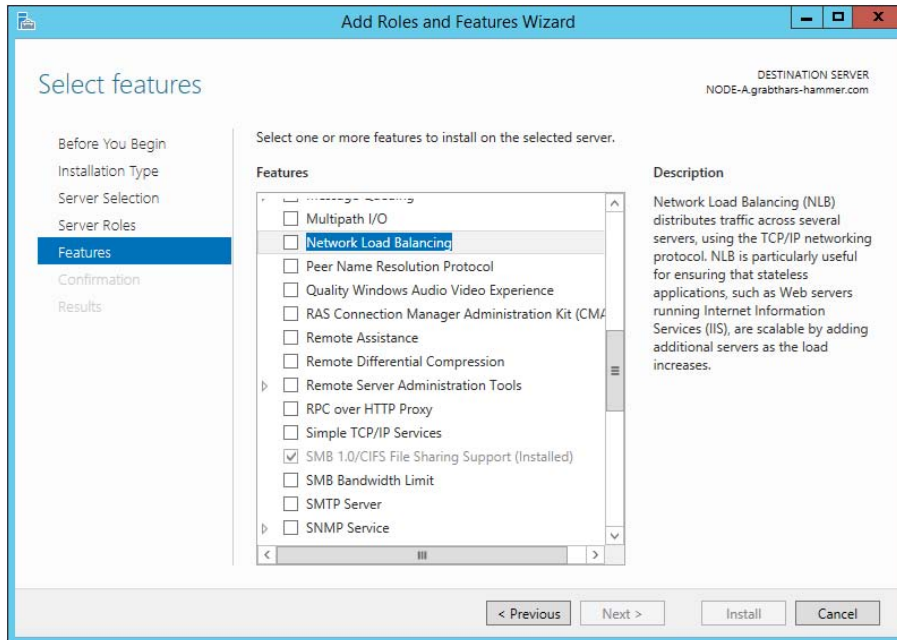 Add Roles and Features Wizard
Select features
DESTINATION SERVER
NODE-A.grabthars-hammer.com
Before You Begin
Installation Type
Server Selection
Server Roles
Features
Confirmation
Results
Select one or more features to install on the selected server.
Features
Multipath I/O
Network Load Balancing
Peer Name Resolution Protocol
Quality Windows Audio Video Experience
RAS Connection Manager Administration Kit (CMA
Remote Assistance
Remote Differential Compression
Remote Server Administration Tools
RPC over HTTP Proxy
Simple TCP/IP Services
SMB 1.0/CIFS File Sharing Support (Installed)
SMB Bandwidth Limit
SMTP Server
SNMP Service
Description
Network Load Balancing (NLB)
distributes traffic across several
servers, using the TCP/IP networking
protocol. NLB is particularly useful
for ensuring that stateless
applications, such as Web servers
running Internet Information
Services (IIS), are scalable by adding
additional servers as the load
increases.
< Previous
Next >
Install
Cancel